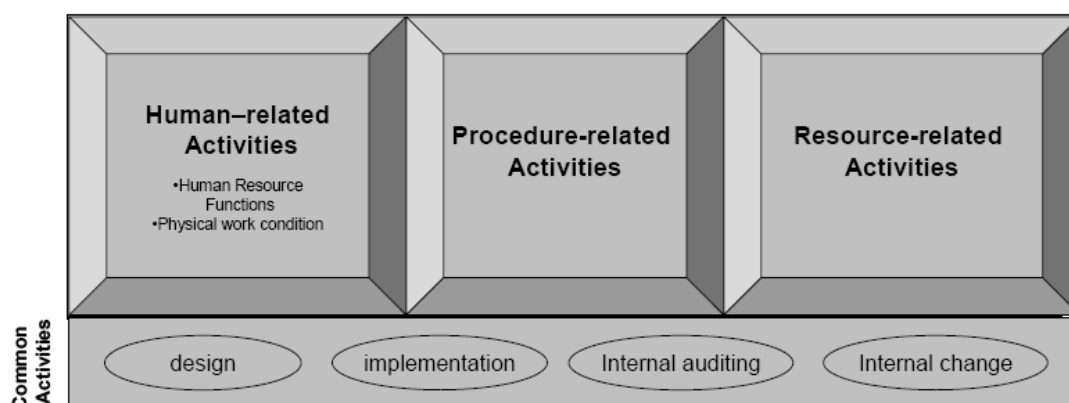 Human–related
Activities
•Human Resource
Functions
•Physical work condition
Procedure-related
Activities
Resource-related
Activities
Common
Activities
design
implementation
Internal auditing
Internal change